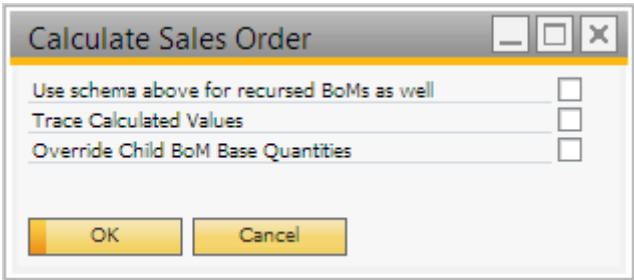 Calculate Sales Order
Use schema above for recursed BoMs as well
Trace Calculated Values
Override Child BoM Base Quantities
OK Cancel